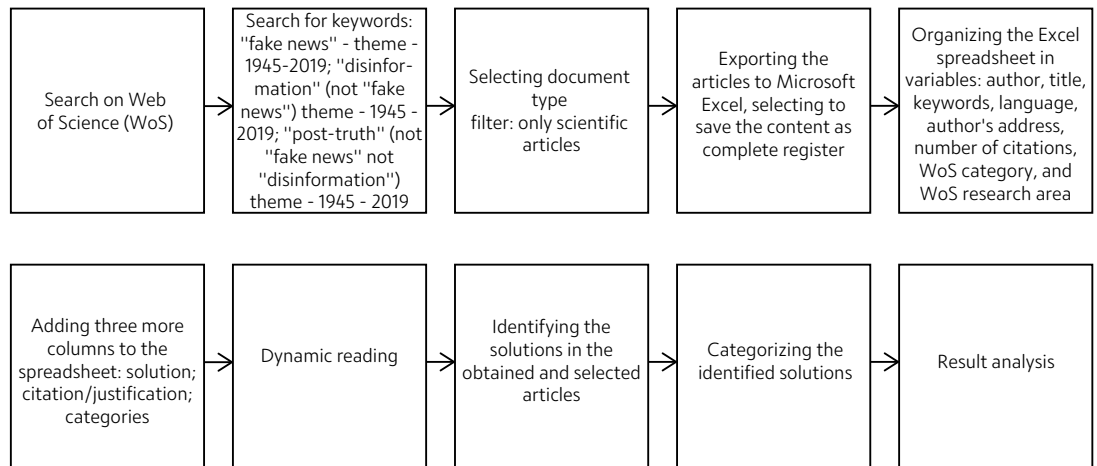 Search on Web
of Science (WoS)
Search for keywords:
"fake news" - theme -
1945-2019; "disinfor-
mation" (not "fake
news") theme - 1945 -
2019; "post-truth" (not
"fake news" not
"disinformation")
theme - 1945 - 2019
Selecting document
type
filter: only scientific
articles
Exporting the
articles to Microsoft
Excel, selecting to
save the content as
complete register
Organizing the Excel
spreadsheet in
variables: author, title,
keywords, language,
author's address,
number of citations,
WoS category, and
WoS research area
Adding three more
columns to the
spreadsheet: solution;
citation/justification;
categories
Dynamic reading
Identifying the
solutions in the
obtained and selected
articles
Categorizing the
identified solutions
Result analysis